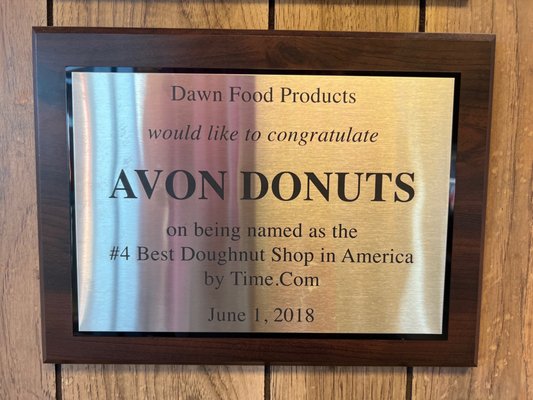 Dawn Food Products
would like to congratulate
AVON DONUTS
on being named as the
#4 Best Doughnut Shop in America
by Time.Com
June 1, 2018